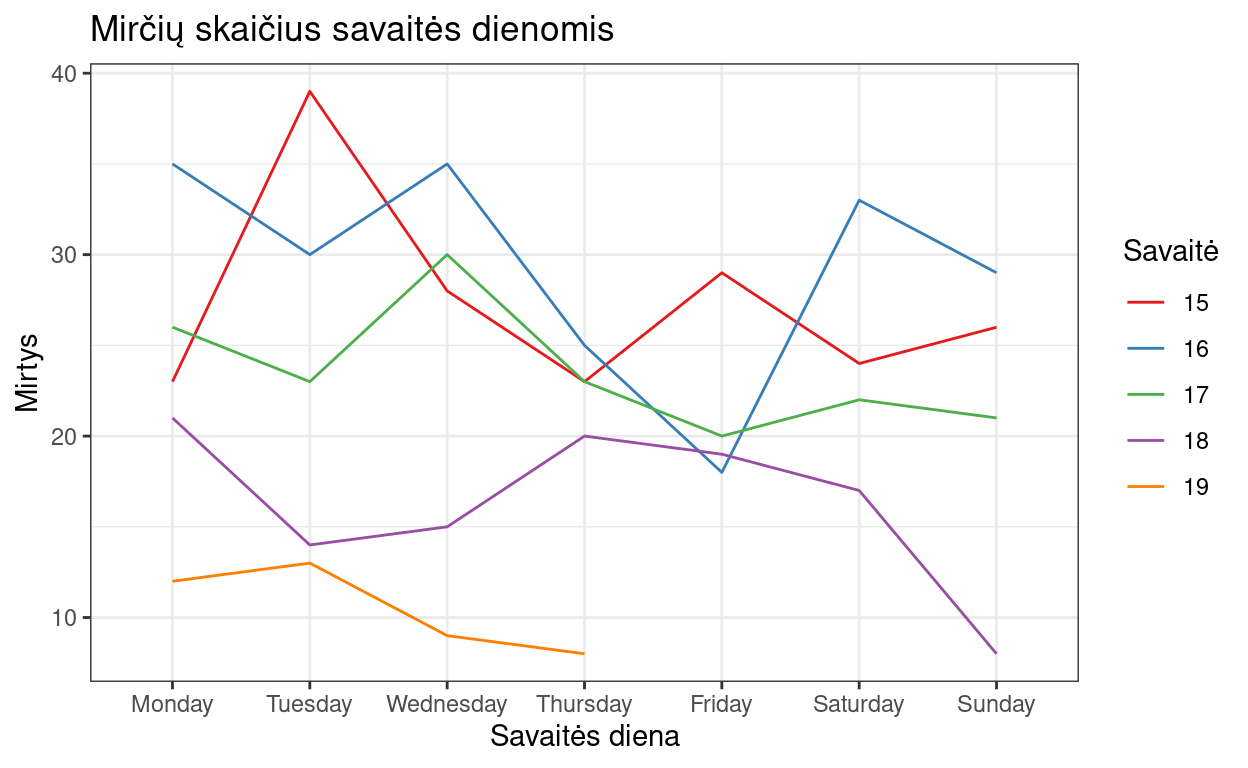 Mirčių skaičius savaitės dienomis
Mirtys
40
30
20
10
Monday Tuesday Wednesday Thursday Friday Saturday Sunday
Savaitės diena
Savaitė
15
16
17
18
19